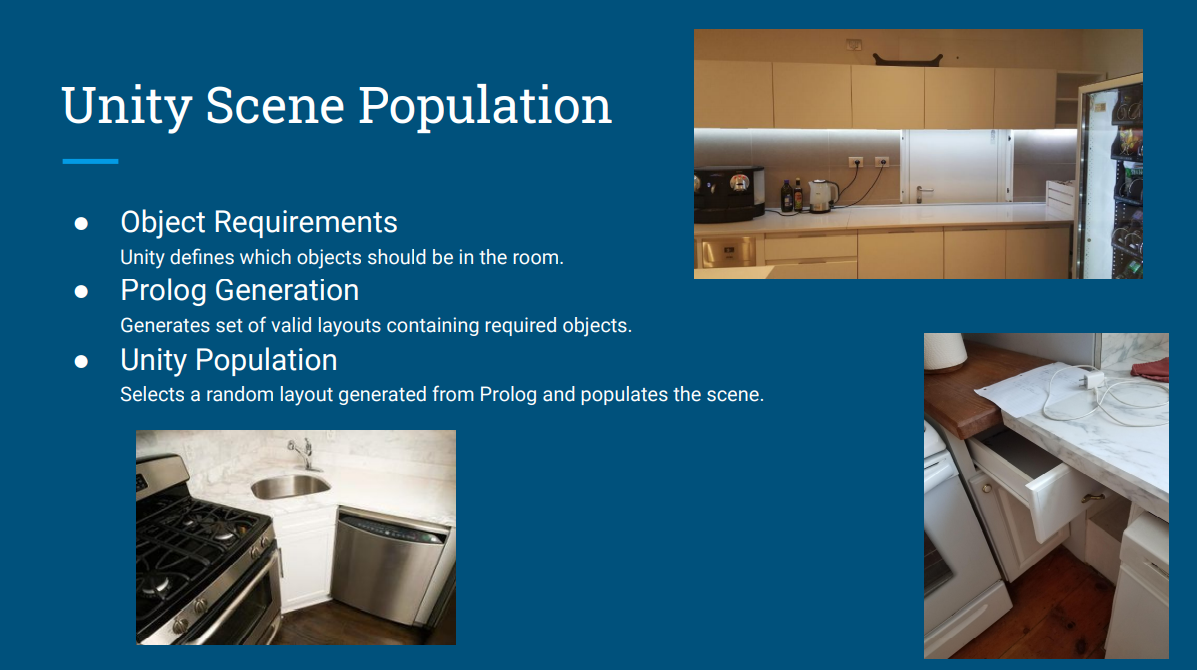 Unity Scene Population
● Object Requirements
Unity defines which objects should be in the room.
● Prolog Generation
Generates set of valid layouts containing required objects.
● Unity Population
Selects a random layout generated from Prolog and populates the scene.